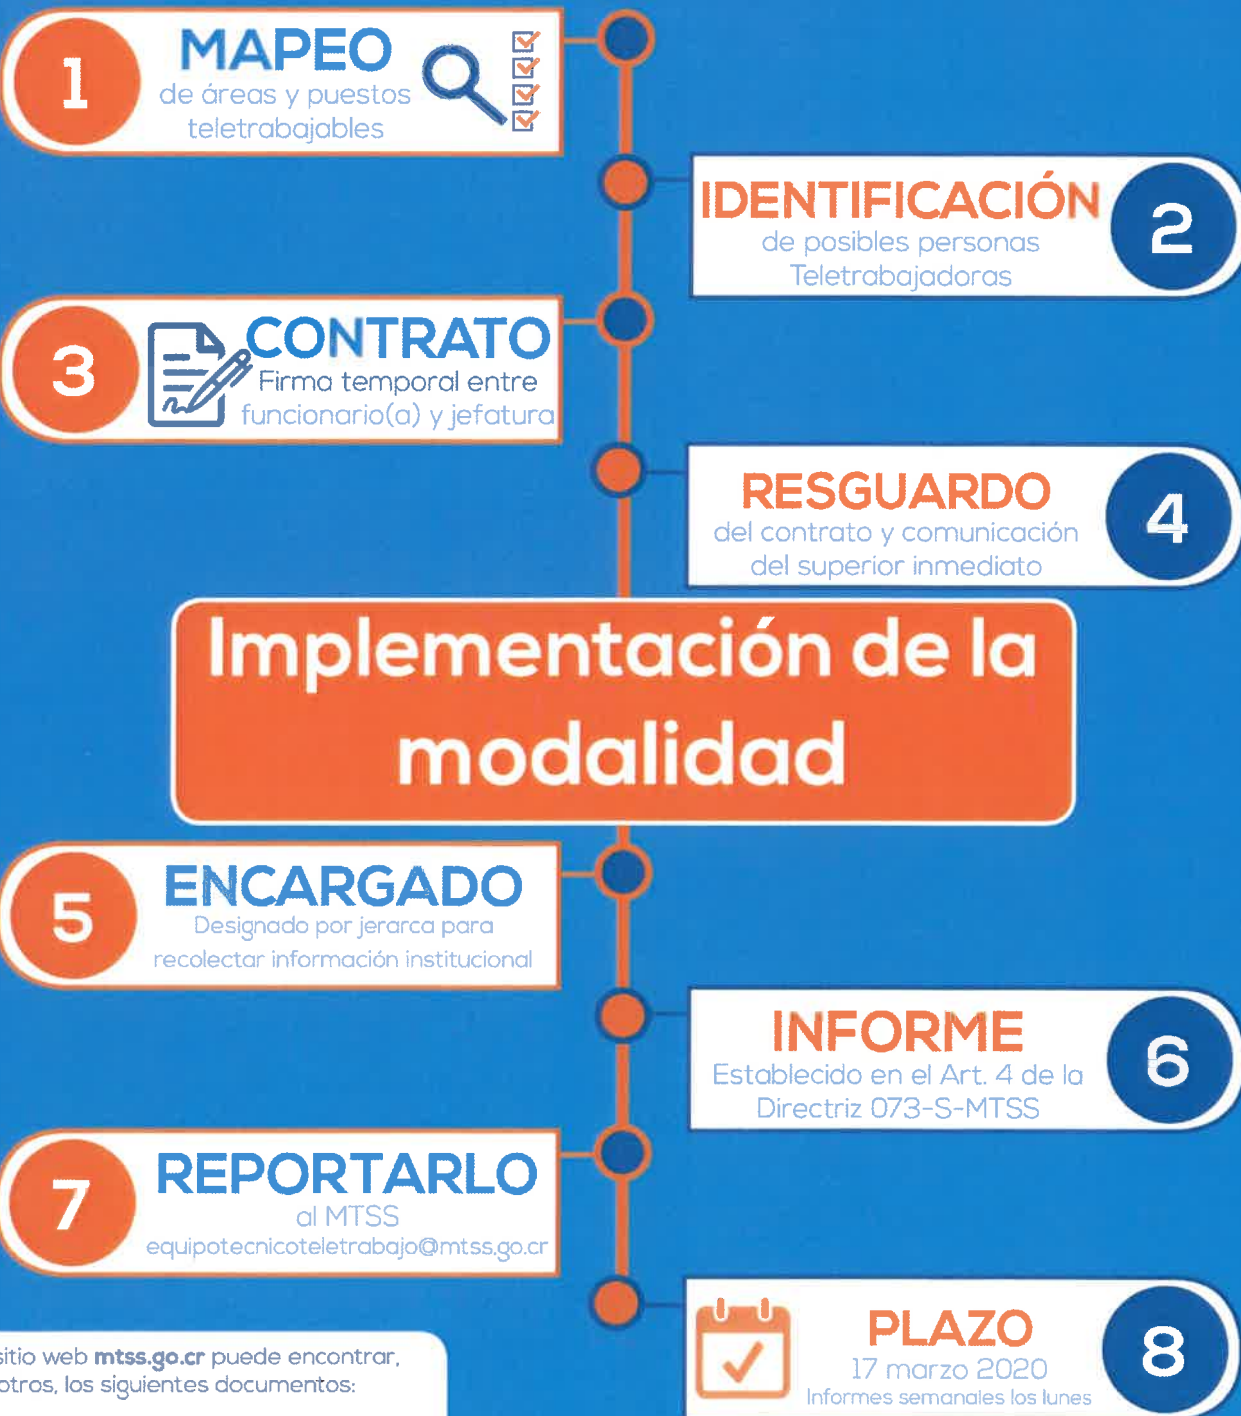 1
MAPEO
de áreas y puestos
teletrabajables
IDENTIFICACIÓN
de posibles personas
Teletrabajadoras
2
3
CONTRATO
Firma temporal entre
funcionario(a) y jefatura
RESGUARDO
del contrato y comunicación
del superior inmediato
4
Implementación de la
modalidad
5
ENCARGADO
Designado por jerarca para
recolectar información institucional
INFORME
Establecido en el Art. 4 de la
Directriz 073-S-MTSS
6
7
REPORTARLO
al MTSS
equipotecnicoteletrabajo@mtss.go.cr
PLAZO
17 marzo 2020
Informes semanales los lunes
8
sitio web mtss.go.cr puede encontrar,
otros, los siguientes documentos: